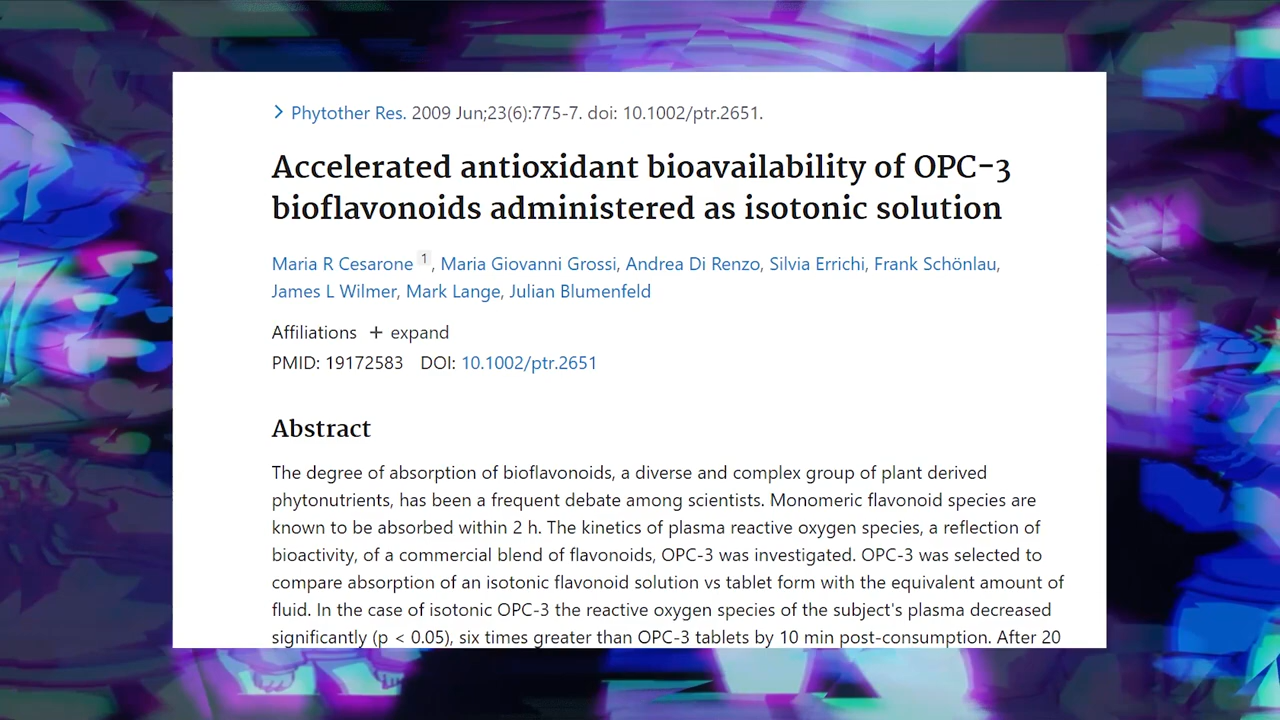 Phytother Res. 2009 Jun;23(6):775-7. doi: 10.1002/ptr.2651.
Accelerated antioxidant bioavailability of OPC-3
bioflavonoids administered as isotonic solution
Maria R Cesarone 1, Maria Giovanni Grossi, Andrea Di Renzo, Silvia Errichi, Frank Schönlau,
James L Wilmer, Mark Lange, Julian Blumenfeld
Affiliations + expand
PMID: 19172583 DOI: 10.1002/ptr.2651
Abstract
The degree of absorption of bioflavonoids, a diverse and complex group of plant derived
phytonutrients, has been a frequent debate among scientists. Monomeric flavonoid species are
known to be absorbed within 2 h. The kinetics of plasma reactive oxygen species, a reflection of
bioactivity, of a commercial blend of flavonoids, OPC-3 was investigated. OPC-3 was selected to
compare absorption of an isotonic flavonoid solution vs tablet form with the equivalent amount of
fluid. In the case of isotonic OPC-3 the reactive oxygen species of the subject's plasma decreased
significantly (p < 0.05), six times greater than OPC-3 tablets by 10 min post-consumption. After 20